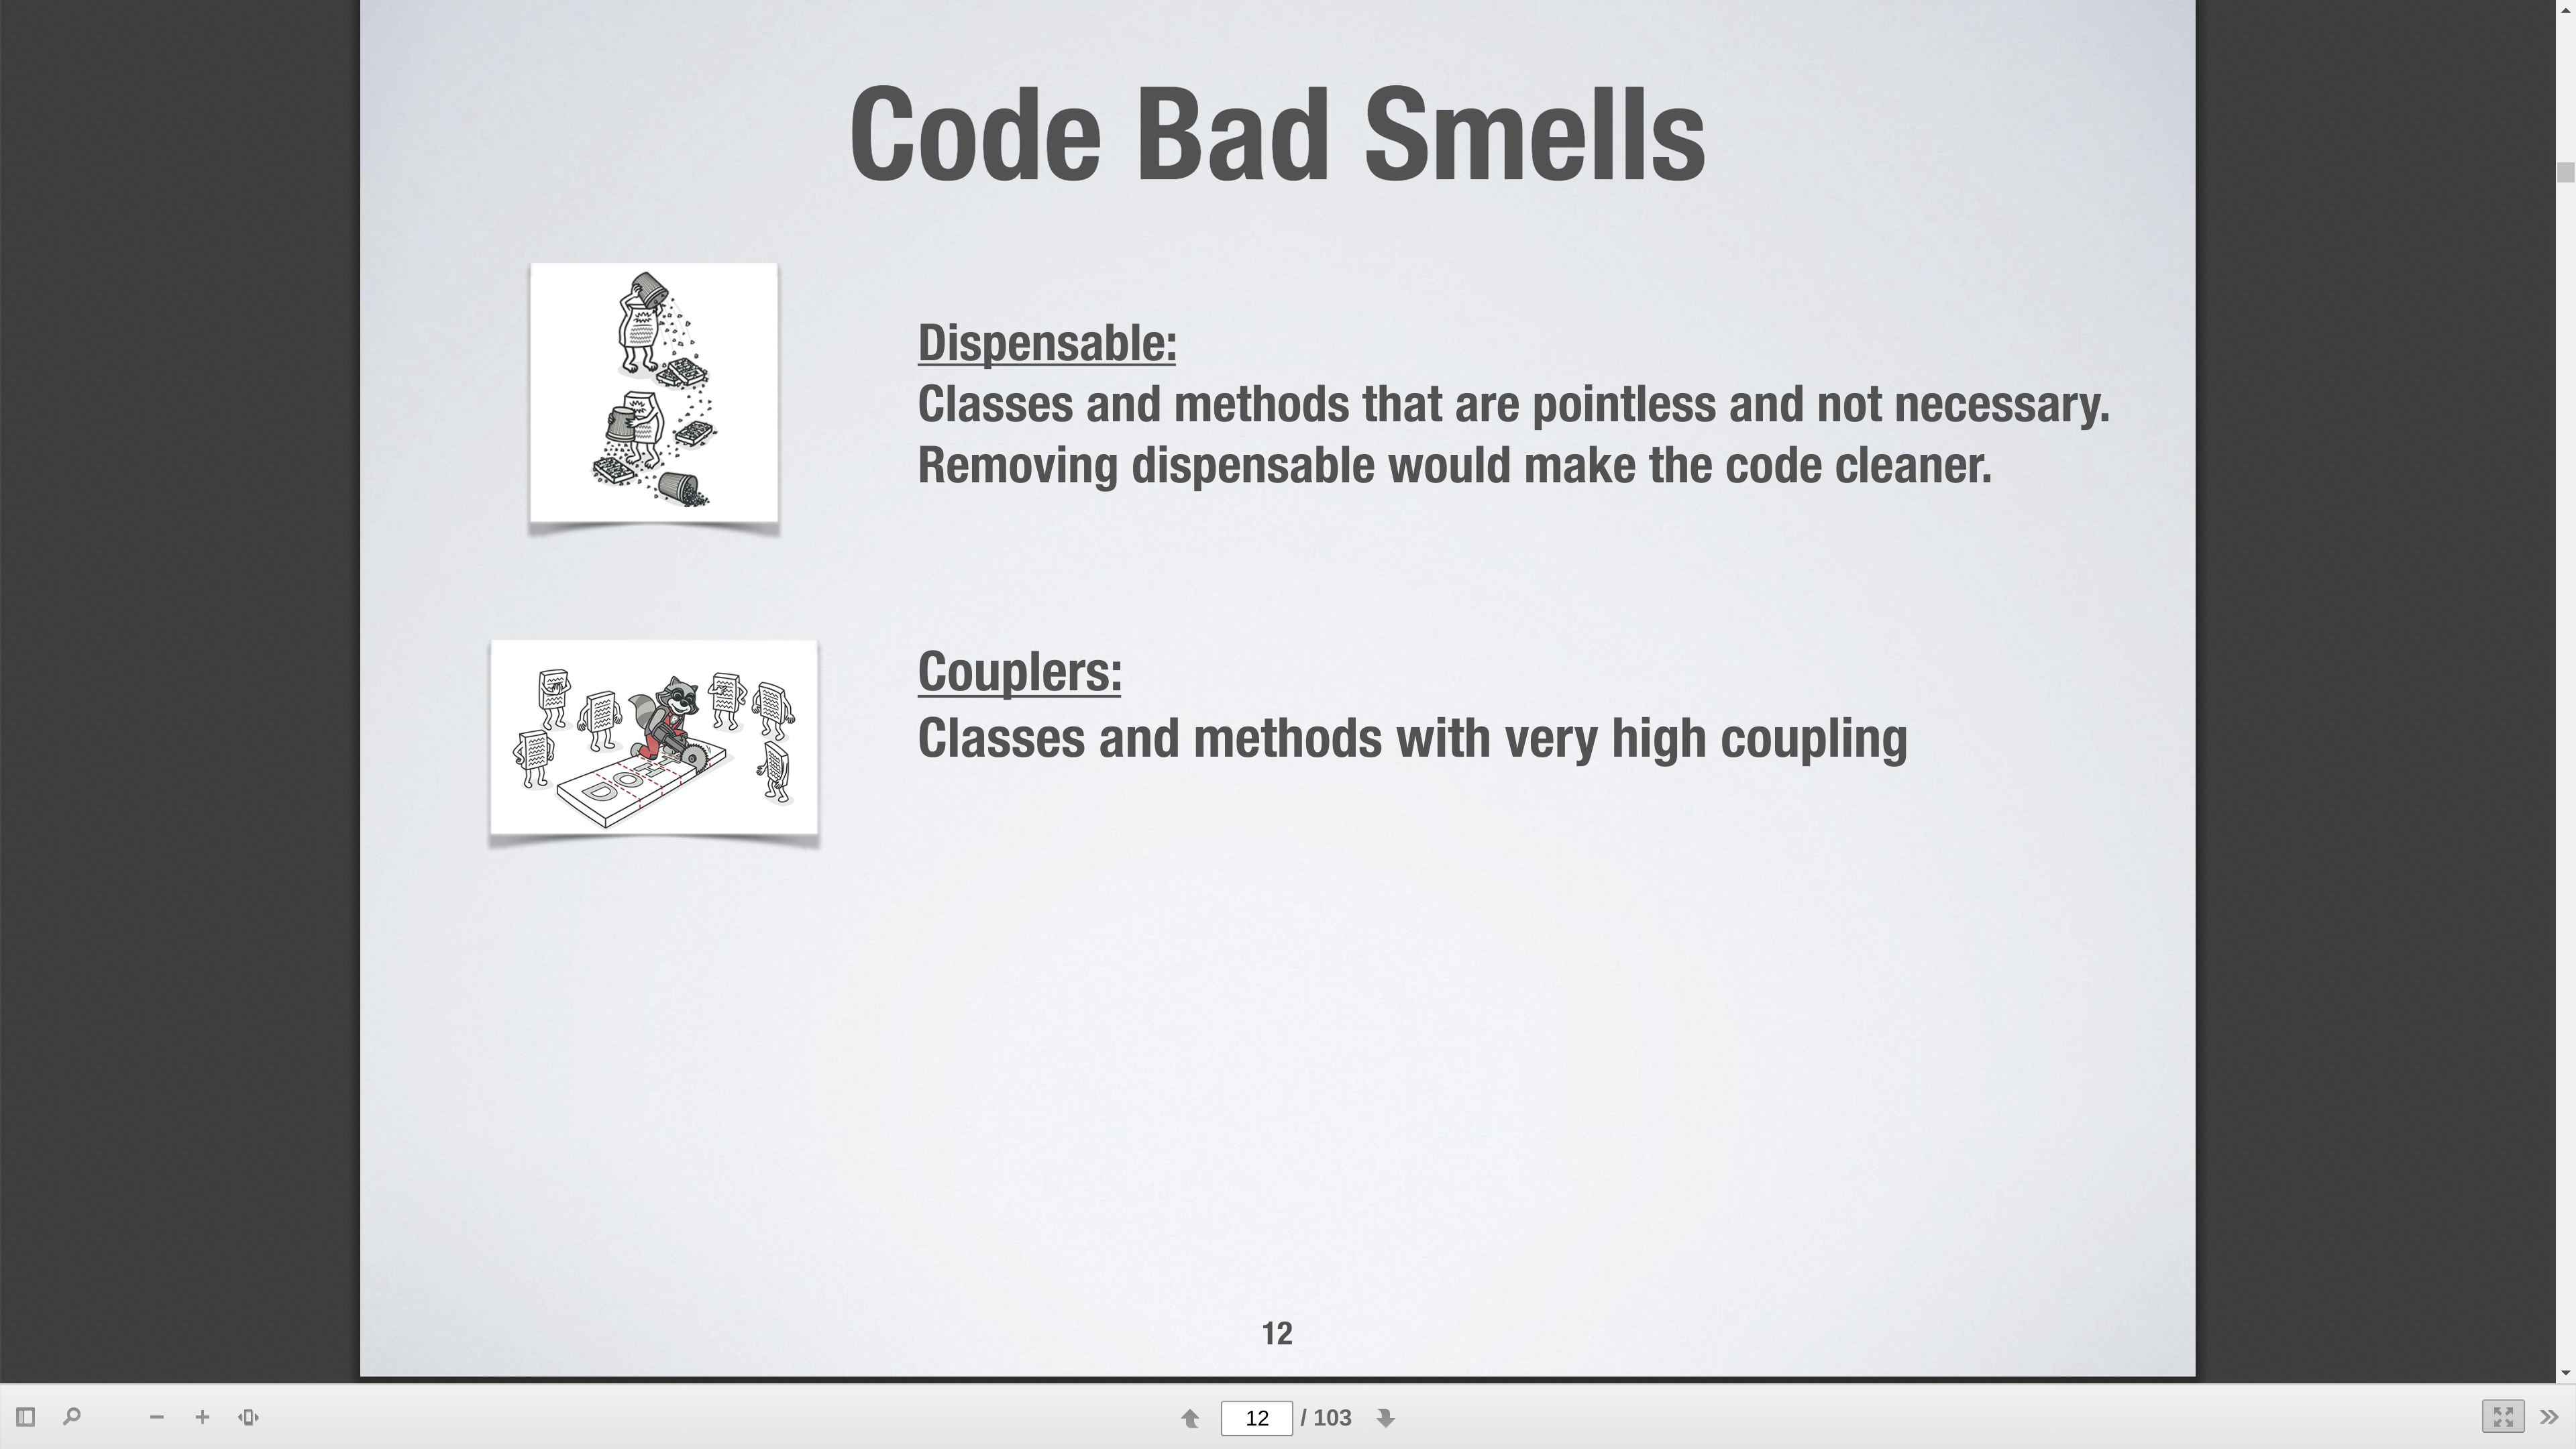 Code Bad Smells
Dispensable:
Classes and methods that are pointless and not necessary.
Removing dispensable would make the code cleaner.
Couplers:
Classes and methods with very high coupling
12
12 / 103